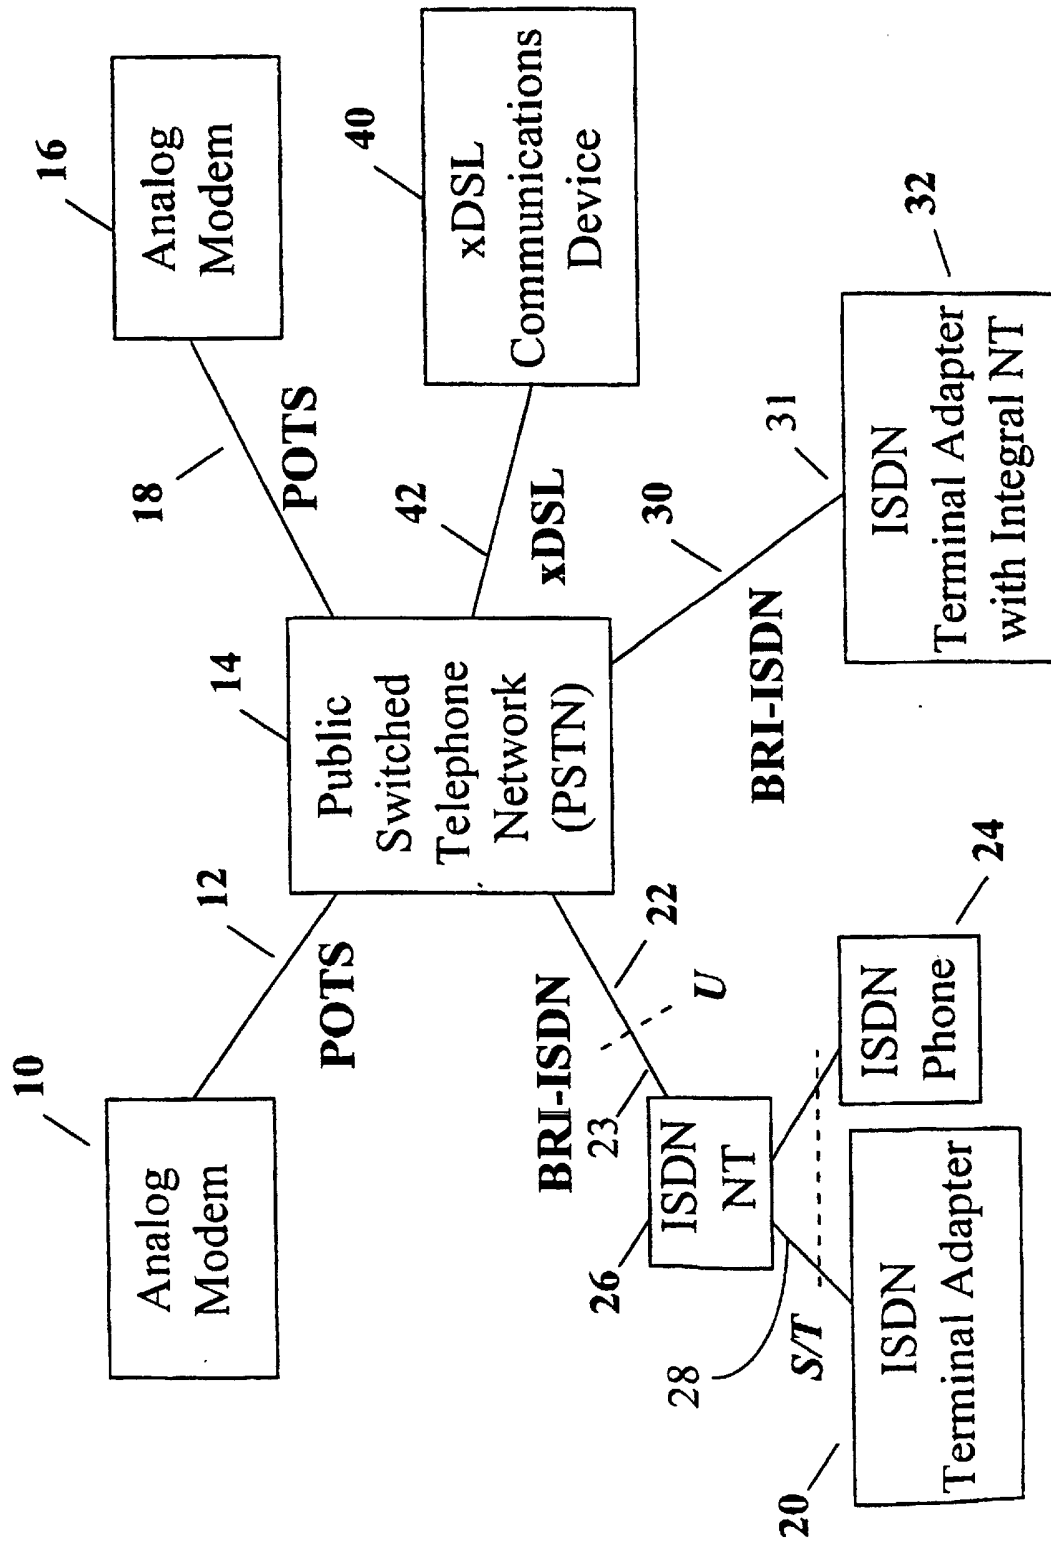 10
Analog
Modem
12
POTS
14
Public
Switched
Telephone
Network
(PSTN)
16
Analog
Modem
18
POTS
40
xDSL
Communications
Device
42
xDSL
BRI-ISDN
22
U
23
26
ISDN
NT
28
S/T
20
ISDN
Terminal Adapter
24
ISDN
Phone
BRI-ISDN
30
31
32
ISDN
Terminal Adapter
with Integral NT